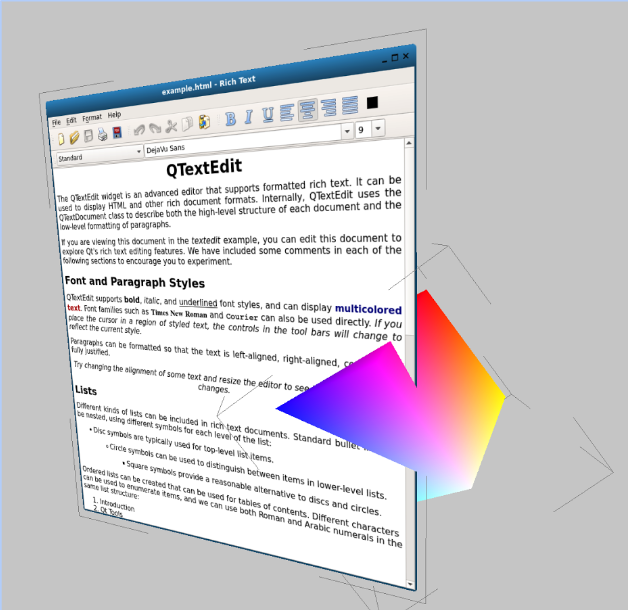 example.html - Rich Text
File Edit Format Help
Standard DejaVu Sans 9
QTextEdit
The QTextEdit widget is an advanced editor that supports formatted rich text. It can be
used to display HTML and other rich document formats. Internally, QTextEdit uses the
QTextDocument class to describe both the high-level structure of each document and the
low-level formatting of paragraphs.
If you are viewing this document in the textedit example, you can edit this document to
explore Qt's rich text editing features. We have included some comments in each of the
following sections to encourage you to experiment.
Font and Paragraph Styles
QTextEdit supports bold, italic, and underlined font styles, and can display multicolored
text. Font families such as Times New Roman and Courier can also be used directly. If you
place the cursor in a region of styled text, the controls in the tool bars will change to
reflect the current style.
Paragraphs can be formatted so that the text is left-aligned, right-aligned,
fully justified.
Try changing the alignment of some text and resize the editor to see
changes.
Lists
Different kinds of lists can be included in rich text documents. Standard bullet
be nested, using different symbols for each level of the list:
• Disc symbols are typically used for top-level list items.
◦ Circle symbols can be used to distinguish between items in lower-level lists.
▪ Square symbols provide a reasonable alternative to discs and circles.
Ordered lists can be created that can be used for tables of contents. Different characters
can be used to enumerate items, and we can use both Roman and Arabic numerals in the
same list structure:
1. Introduction
2. Qt Tools
B I U